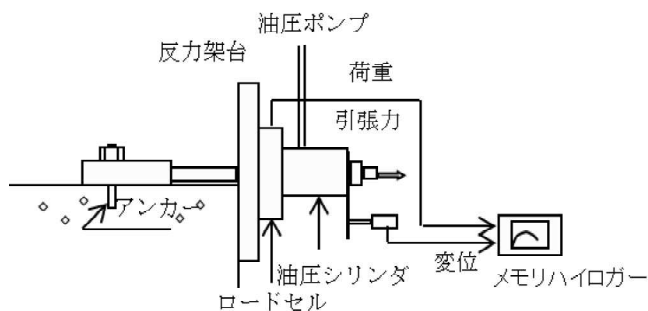 油圧ポンプ
反力架台
荷重
引張力
アンカー
変位
油圧シリンダ
メモリハイロガー
ロードセル